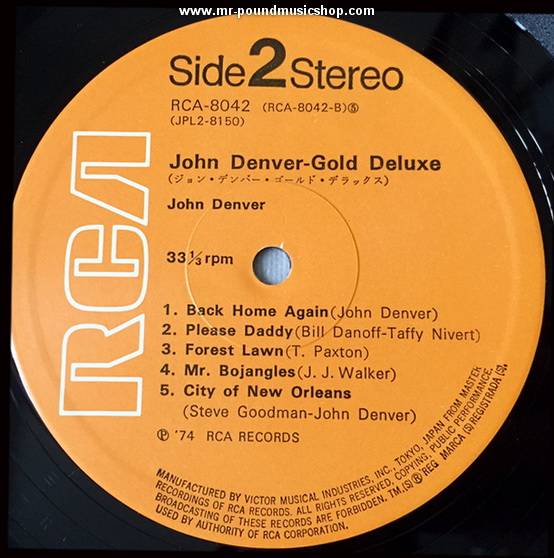 www.mr-poundmusicshop.com
Side 2 Stereo
RCA-8042 (RCA-8042-B)⑤
(JPL2-8150)
John Denver-Gold Deluxe
(ジョン・デンバー・ゴールド・デラックス)
John Denver
33⅓ rpm
RCA
1. Back Home Again (John Denver)
2. Please Daddy (Bill Danoff-Taffy Nivert)
3. Forest Lawn (T. Paxton)
4. Mr. Bojangles (J. J. Walker)
5. City of New Orleans
(Steve Goodman-John Denver)
Ⓟ '74 RCA RECORDS
MANUFACTURED BY VICTOR MUSICAL INDUSTRIES, INC., TOKYO, JAPAN FROM MASTER
RECORDINGS OF RCA RECORDS. ALL RIGHTS RESERVED, COPYING, PUBLIC PERFORMANCE,
BROADCASTING OF THESE RECORDS ARE FORBIDDEN. TM,(S)® REG MARCA (S) REGISTRADA (S),
USED BY AUTHORITY OF RCA CORPORATION.